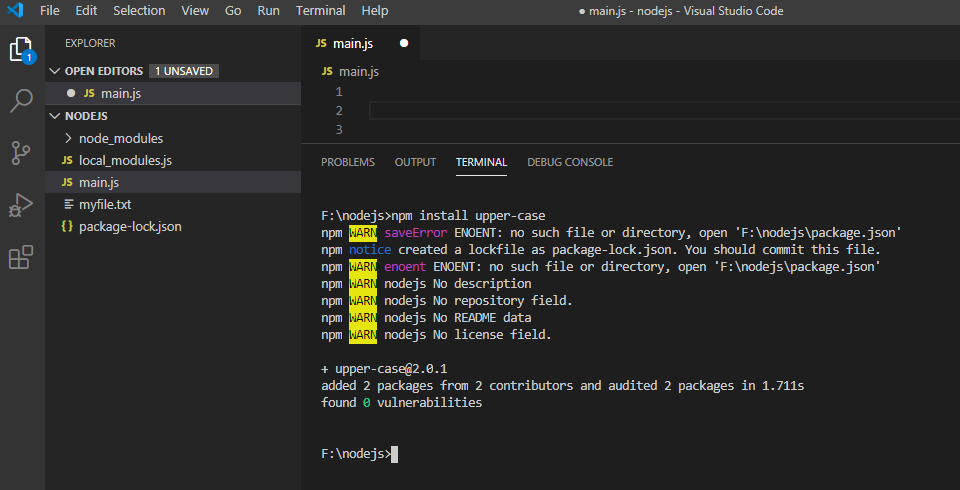 File Edit Selection View Go Run Terminal Help ● main.js - nodejs - Visual Studio Code
1
EXPLORER
OPEN EDITORS 1 UNSAVED
JS main.js
NODEJS
node_modules
JS local_modules.js
JS main.js
myfile.txt
{} package-lock.json
JS main.js
JS main.js
1
2
3
PROBLEMS OUTPUT TERMINAL DEBUG CONSOLE
F:\nodejs>npm install upper-case
npm WARN saveError ENOENT: no such file or directory, open 'F:\nodejs\package.json'
npm notice created a lockfile as package-lock.json. You should commit this file.
npm WARN enoent ENOENT: no such file or directory, open 'F:\nodejs\package.json'
npm WARN nodejs No description
npm WARN nodejs No repository field.
npm WARN nodejs No README data
npm WARN nodejs No license field.
+ upper-case@2.0.1
added 2 packages from 2 contributors and audited 2 packages in 1.711s
found 0 vulnerabilities
F:\nodejs>